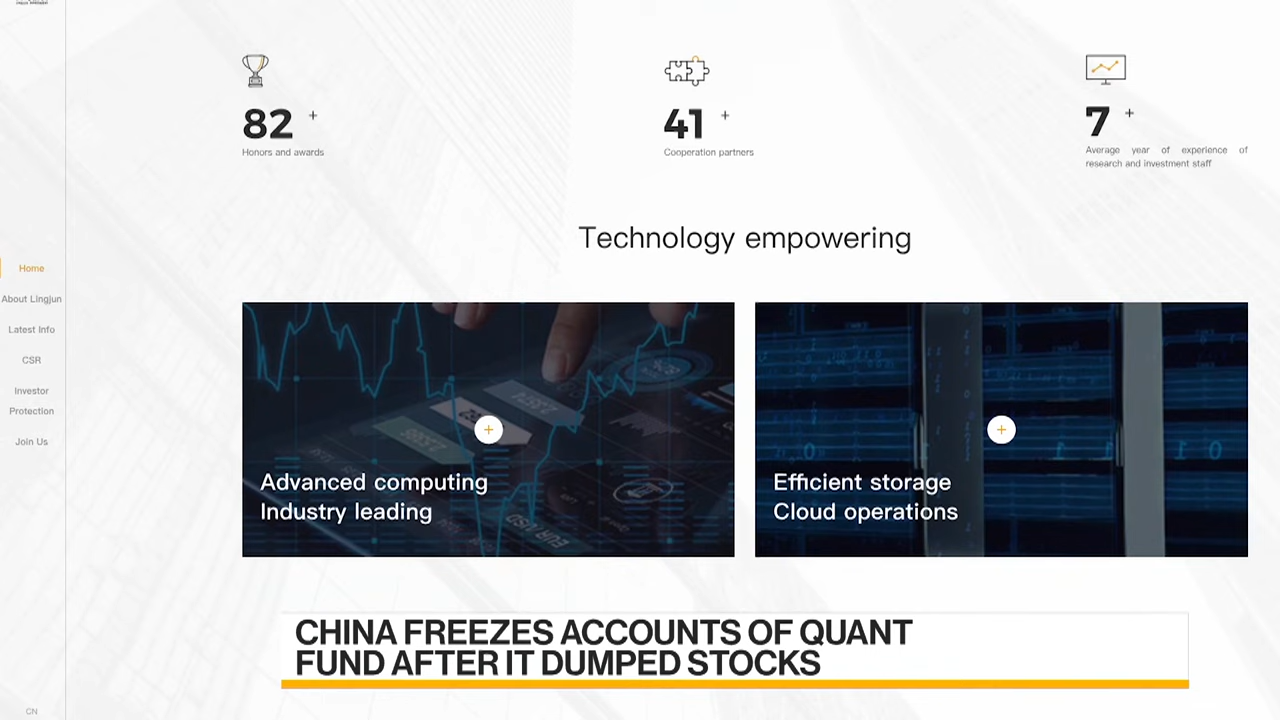 82 +
Honors and awards
41 +
Cooperation partners
7 +
Average year of experience of
research and investment staff
Technology empowering
Home
About Lingjun
Latest Info
CSR
Investor
Protection
Join Us
Advanced computing
Industry leading
Efficient storage
Cloud operations
CHINA FREEZES ACCOUNTS OF QUANT
FUND AFTER IT DUMPED STOCKS
CN